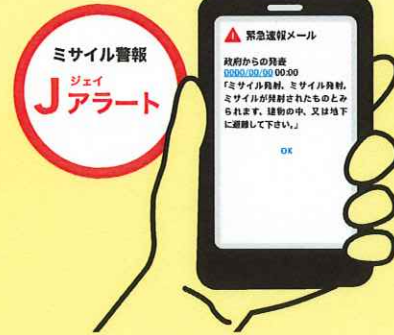 ミサイル警報
ジェイ
Jアラート
緊急速報メール
政府からの発表
0000/00/00 00:00
「ミサイル発射。ミサイル発射。
ミサイルが発射されたものとみ
られます。建物の中、又は地下
に避難して下さい。」
OK